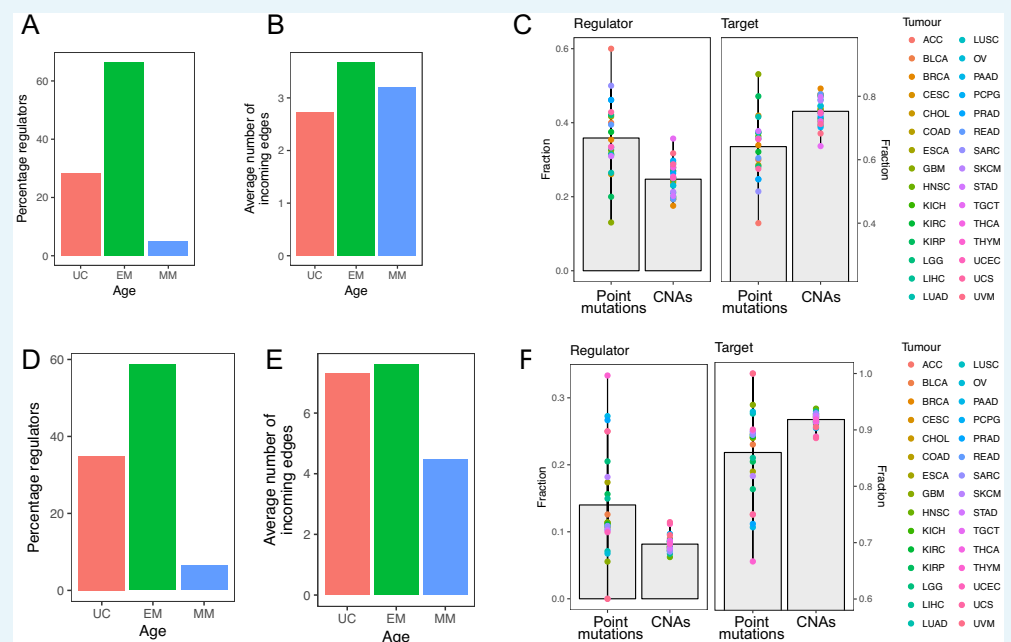 A
Percentage regulators
60
40
20
0
UC EM MM
Age
B
Average number of
incoming edges
3
2
1
0
UC EM MM
Age
C
Regulator Target
Fraction
0.6
0.4
0.2
0.0
0.8
0.6
0.4
Fraction
Point
mutations
CNAs
Point
mutations
CNAs
Tumour
ACC LUSC
BLCA OV
BRCA PAAD
CESC PCPG
CHOL PRAD
COAD READ
ESCA SARC
GBM SKCM
HNSC STAD
KICH TGCT
KIRC THCA
KIRP THYM
LGG UCEC
LIHC UCS
LUAD UVM
D
Percentage regulators
60
40
20
0
UC EM MM
Age
E
Average number of
incoming edges
6
4
2
0
UC EM MM
Age
F
Regulator Target
Fraction
0.3
0.2
0.1
0.0
1.0
0.9
0.8
0.7
0.6
Fraction
Point
mutations
CNAs
Point
mutations
CNAs
Tumour
ACC LUSC
BLCA OV
BRCA PAAD
CESC PCPG
CHOL PRAD
COAD READ
ESCA SARC
GBM SKCM
HNSC STAD
KICH TGCT
KIRC THCA
KIRP THYM
LGG UCEC
LIHC UCS
LUAD UVM